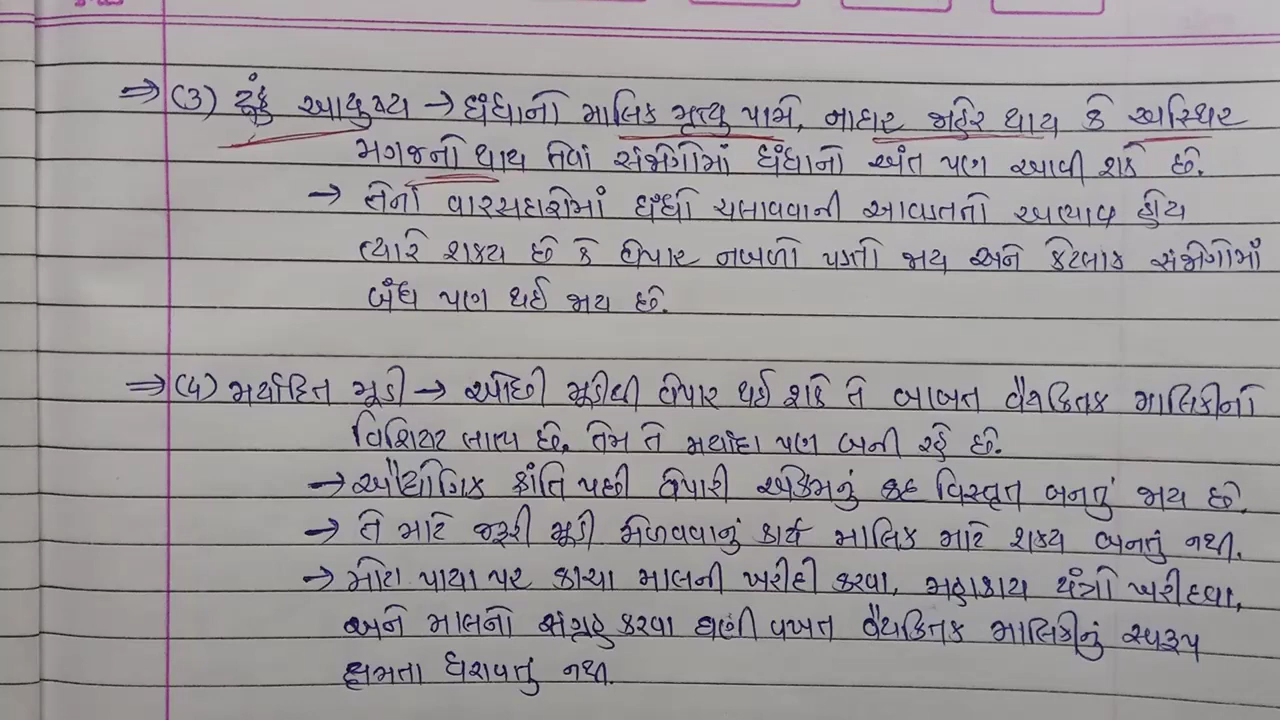 ⇒ (3) ટૂંકું આયુષ્ય → ધંધાનો માલિક મૃત્યુ પામે, નાદાર જાહેર થાય કે અસ્થિર
મગજનો થાય તેવાં સંજોગોમાં ધંધાનો અંત પણ આવી શકે છે.
→ તેનો વારસદારોમાં ધંધો ચલાવવાની આવડતનો અભાવ હોય
ત્યારે શક્ય છે કે વેપાર નબળો પડતો જાય અને કેટલાક સંજોગોમાં
બંધ પણ થઈ જાય છે.
⇒ (4) મર્યાદિત મૂડી → ઓછી મૂડીથી વેપાર થઈ શકે તે બાબત વૈયક્તિક માલિકીનો
વિશિષ્ટ લાભ છે, તેમ તે મર્યાદા પણ બની રહે છે.
→ ઔદ્યોગિક ક્રાંતિ પછી વેપારી એકમનું કદ વિસ્તૃત બનતું જાય છે.
→ તે માટે જરૂરી મૂડી મેળવવાનું કાર્ય માલિક માટે શક્ય બનતું નથી.
→ મોટા પાયા પર કાચા માલની ખરીદી કરવા, મહાકાય યંત્રો ખરીદવા,
અને માલનો સંગ્રહ કરવા ઘણી વખત વૈયક્તિક માલિકીનું સ્વરૂપ
ક્ષમતા ધરાવતું નથી.